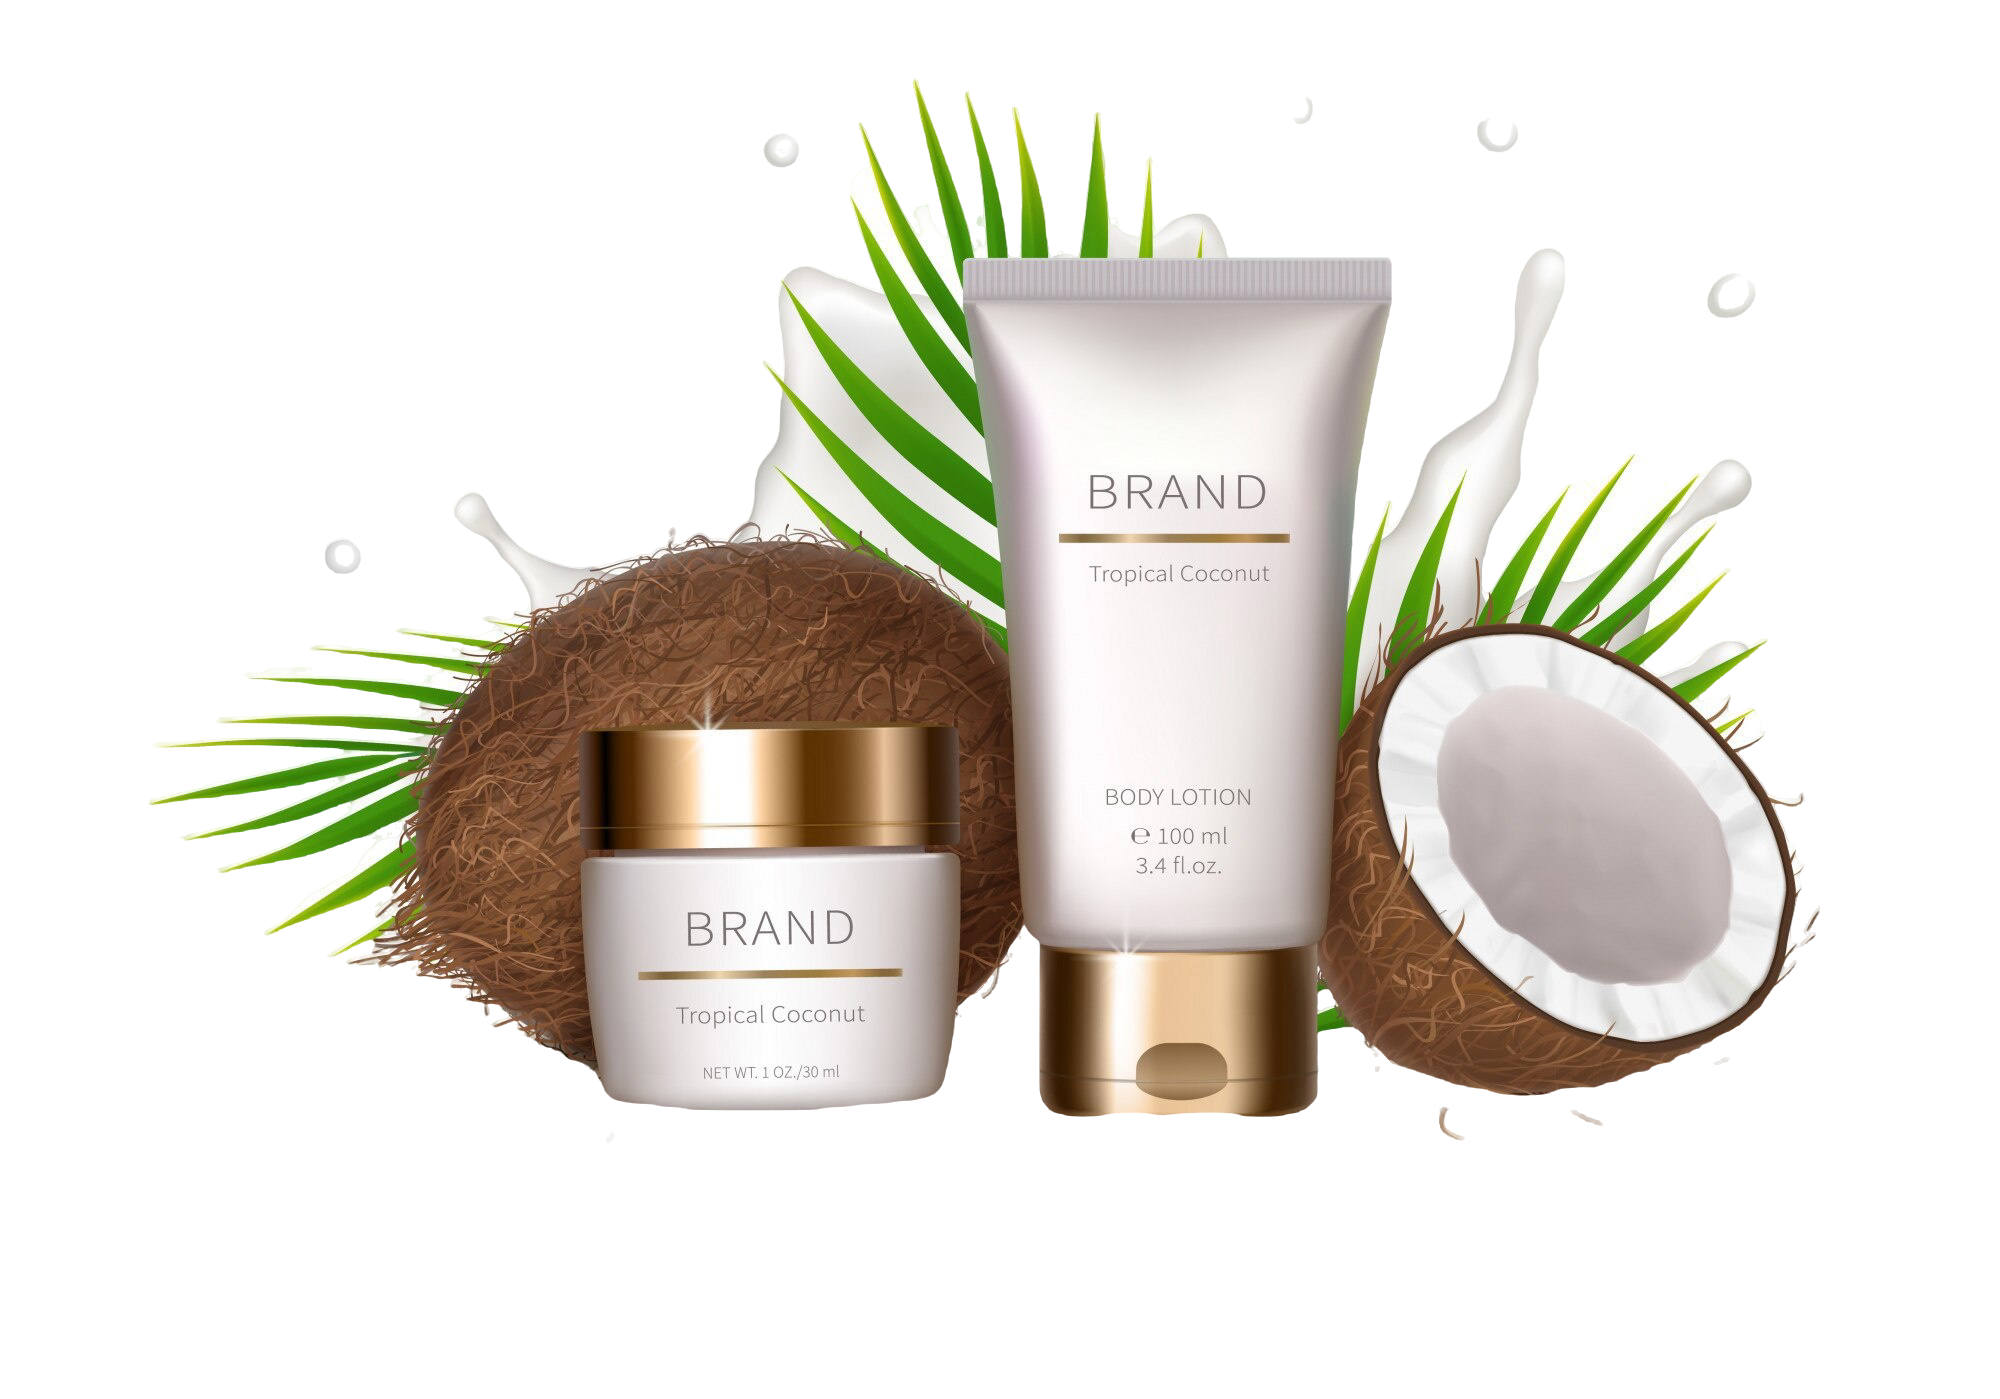 BRAND
Tropical Coconut
BODY LOTION
℮ 100 ml
3.4 fl.oz.
BRAND
Tropical Coconut
NET WT. 1 OZ./30 ml